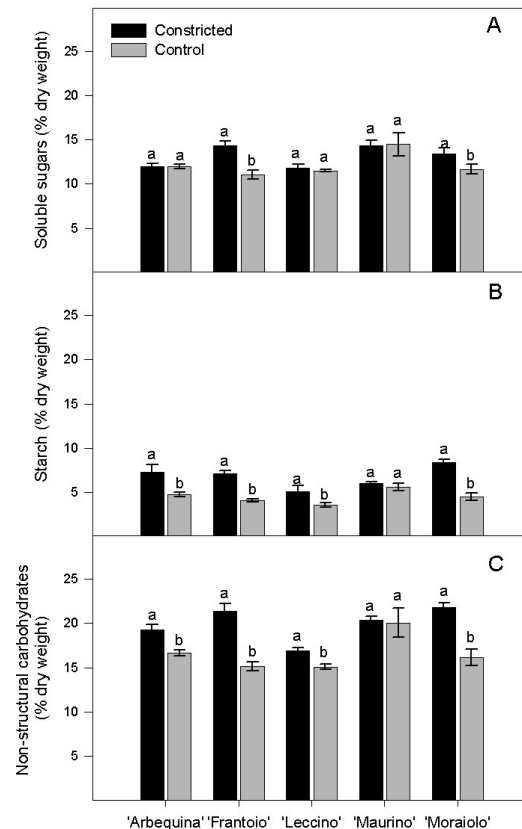 A
Constricted
Control
Soluble sugars (% dry weight)
25
20
15
10
5
a a a b a a a a a b
B
Starch (% dry weight)
25
20
15
10
5
a b a b a b a a a b
C
Non-structural carbohydrates
(% dry weight)
25
20
15
10
5
a b a b a b a a a b
'Arbequina' 'Frantoio' 'Leccino' 'Maurino' 'Moraiolo'